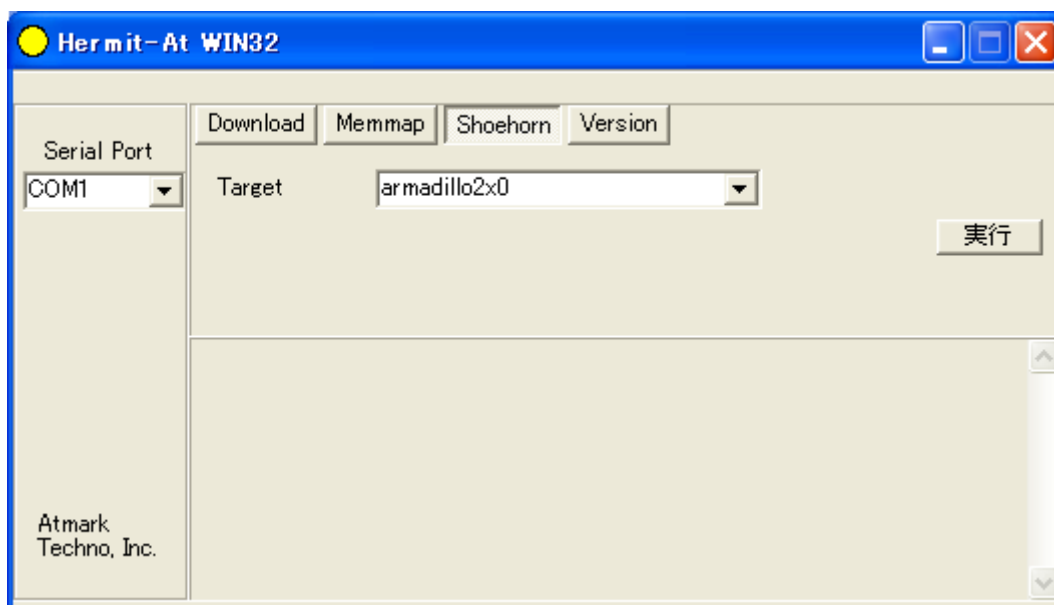 Hermit-At WIN32
Download Memmap Shoehorn Version
Serial Port
COM1
Target armadillo2x0
実行
Atmark
Techno, Inc.